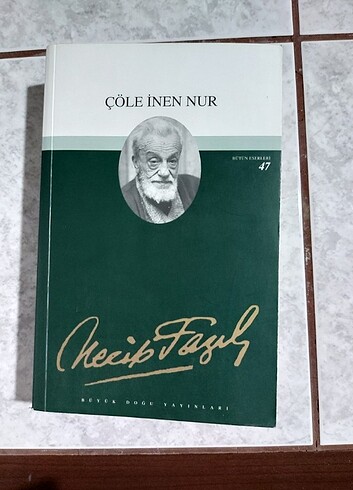 ÇÖLE İNEN NUR
BÜTÜN ESERLERİ
47
Necip Fazıl
BÜYÜK DOĞU YAYINLARI